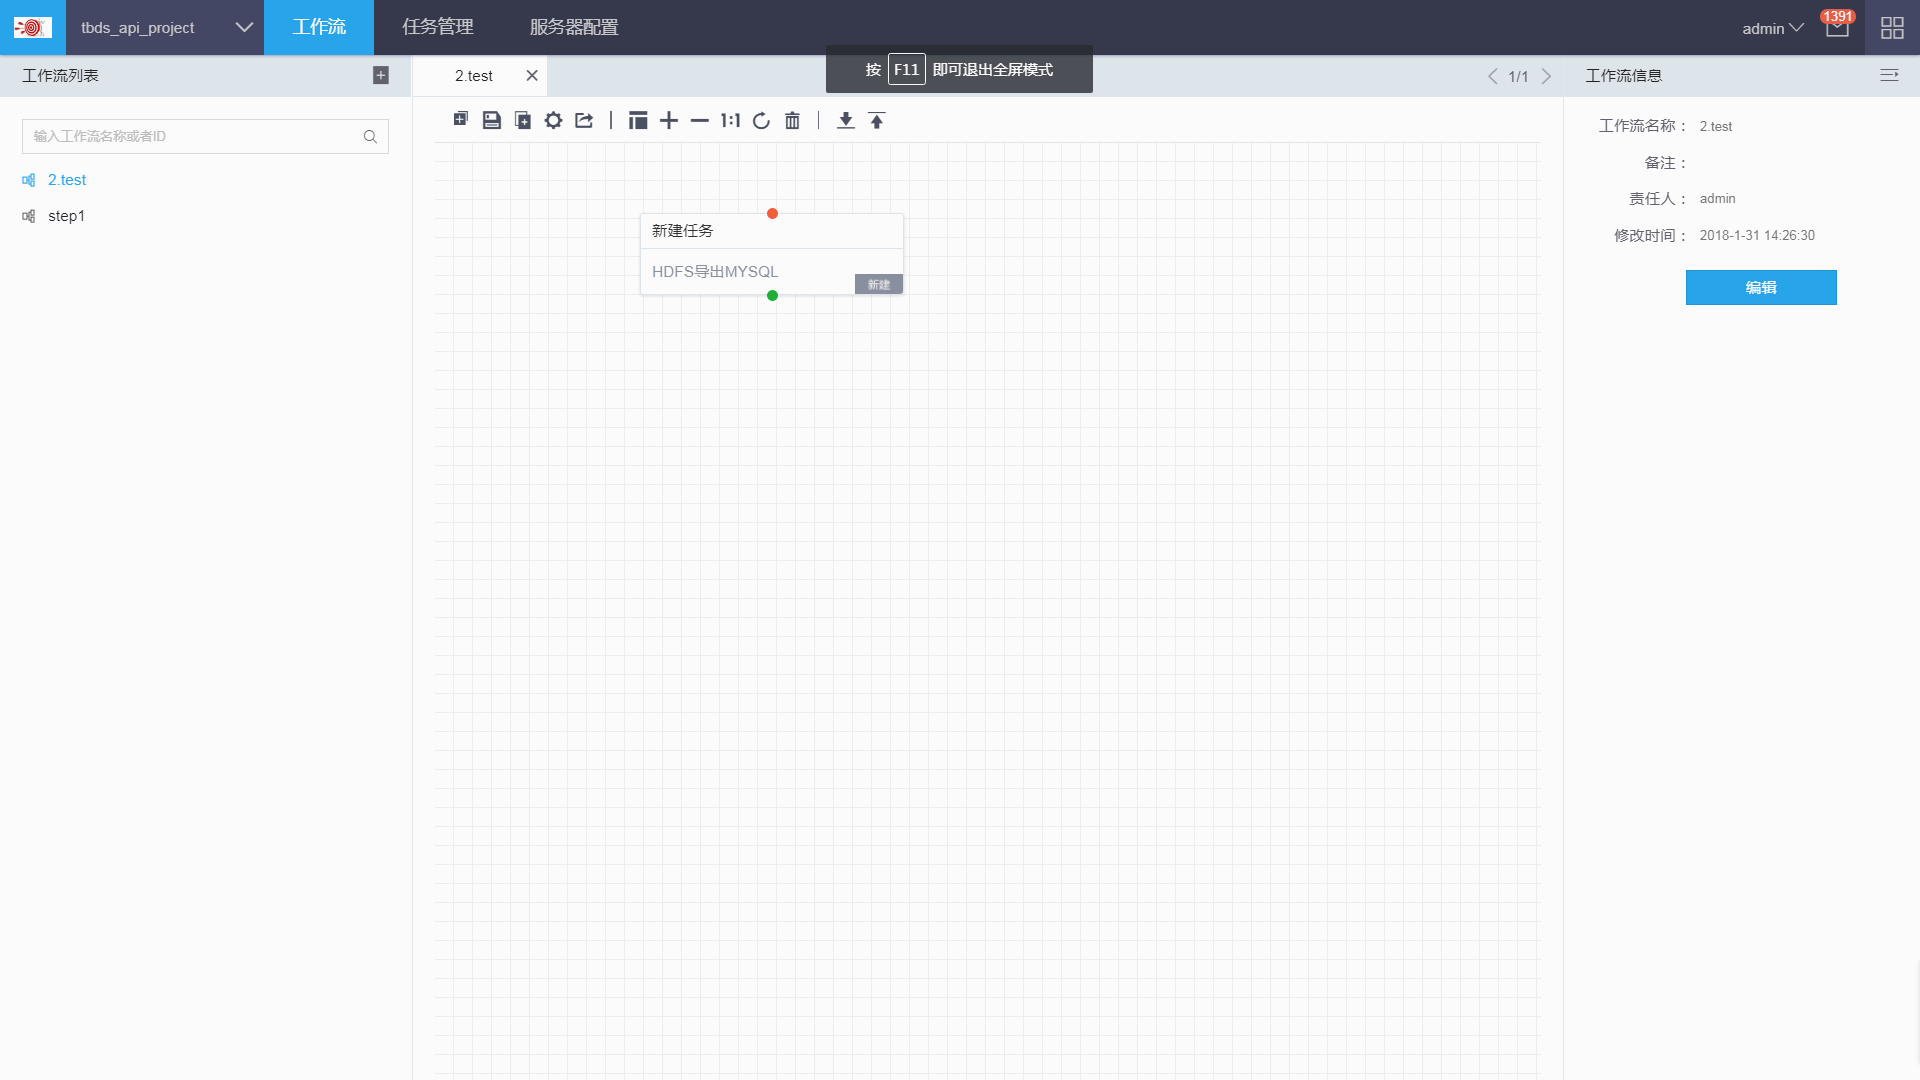 tbds_api_project
工作流
任务管理
服务器配置
admin
1391
工作流列表
2.test
按 F11 即可退出全屏模式
1/1
工作流信息
输入工作流名称或者ID
2.test
step1
1:1
新建任务
HDFS导出MYSQL
新建
工作流名称： 2.test
备注：
责任人： admin
修改时间： 2018-1-31 14:26:30
编辑